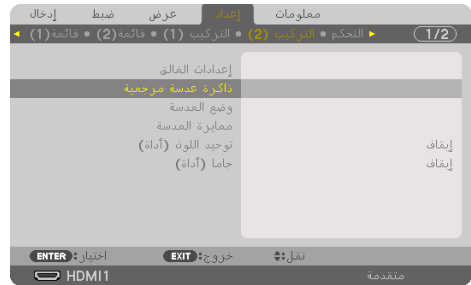 إدخال ضبط عرض إعداد معلومات
قائمة(1) • قائمة(2) • التركيب (1) • التركيب (2) • التحكم 1/2
إعدادات الغالق
ذاكرة عدسة مرجعية
وضع العدسة
معايرة العدسة
توحيد اللون (أداة) إيقاف
جاما (أداة) إيقاف
ENTER :اختيار EXIT :خروج نقل:
HDMI1 متقدمة